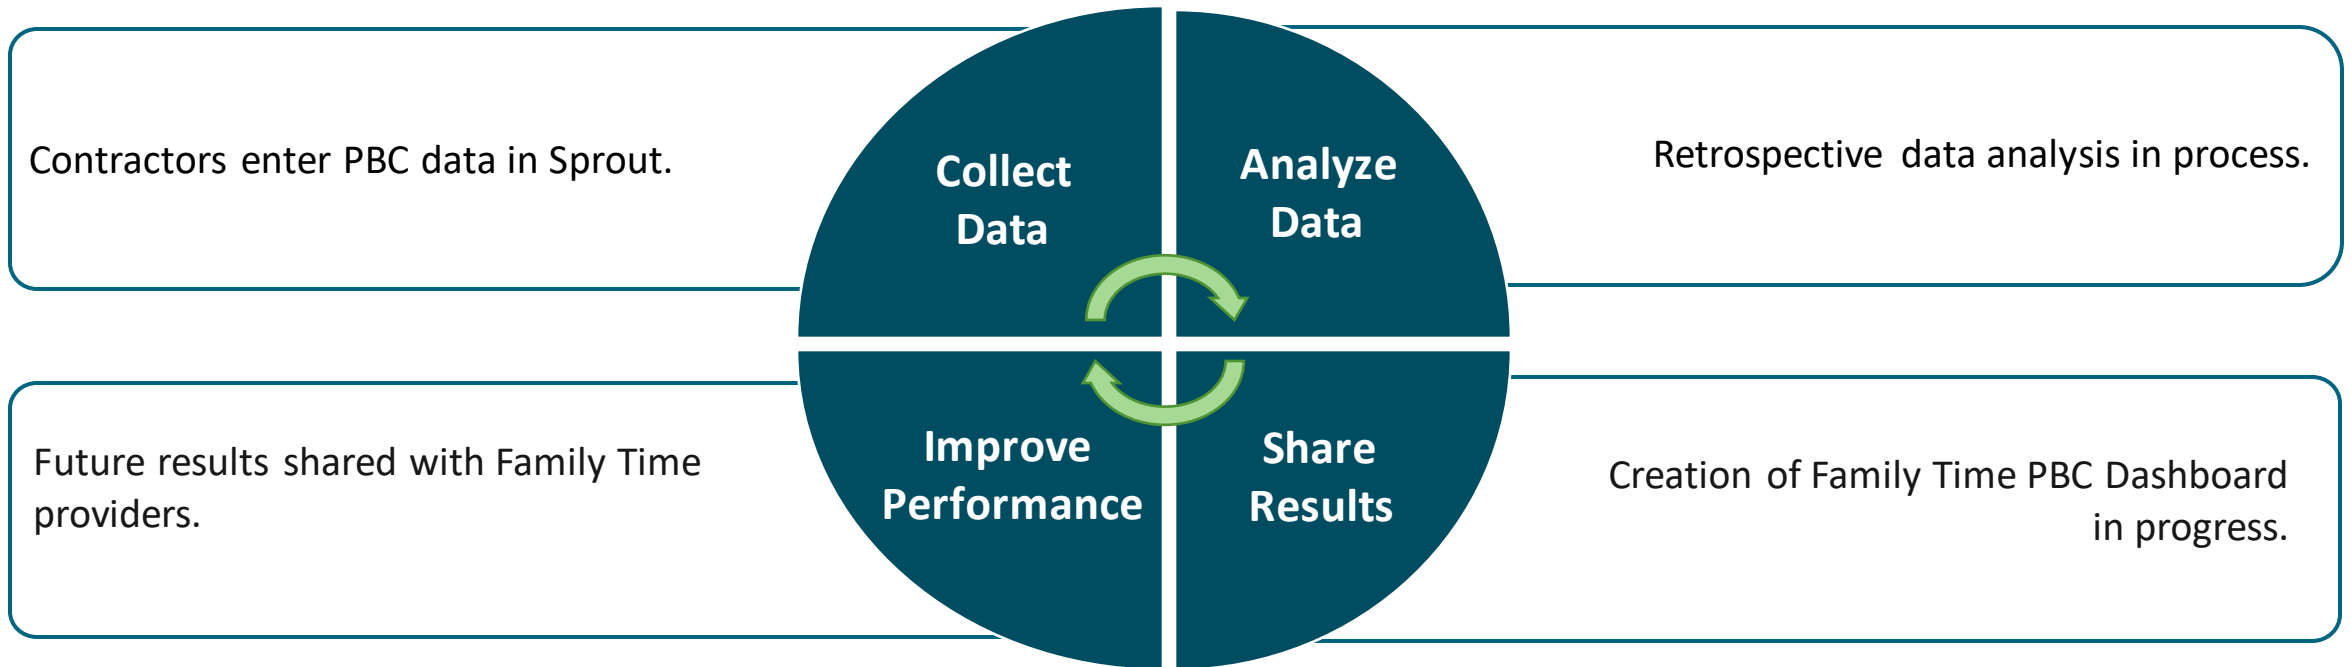 Contractors enter PBC data in Sprout.
Collect
Data
Analyze
Data
Retrospective data analysis in process.
Future results shared with Family Time
providers.
Improve
Performance
Share
Results
Creation of Family Time PBC Dashboard
in progress.